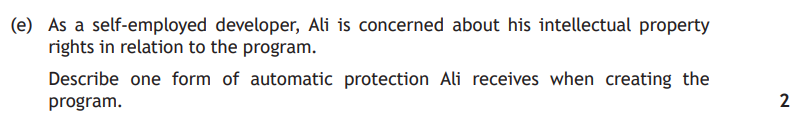 (e) As a self-employed developer, Ali is concerned about his intellectual property
rights in relation to the program.
Describe one form of automatic protection Ali receives when creating the
program. 2